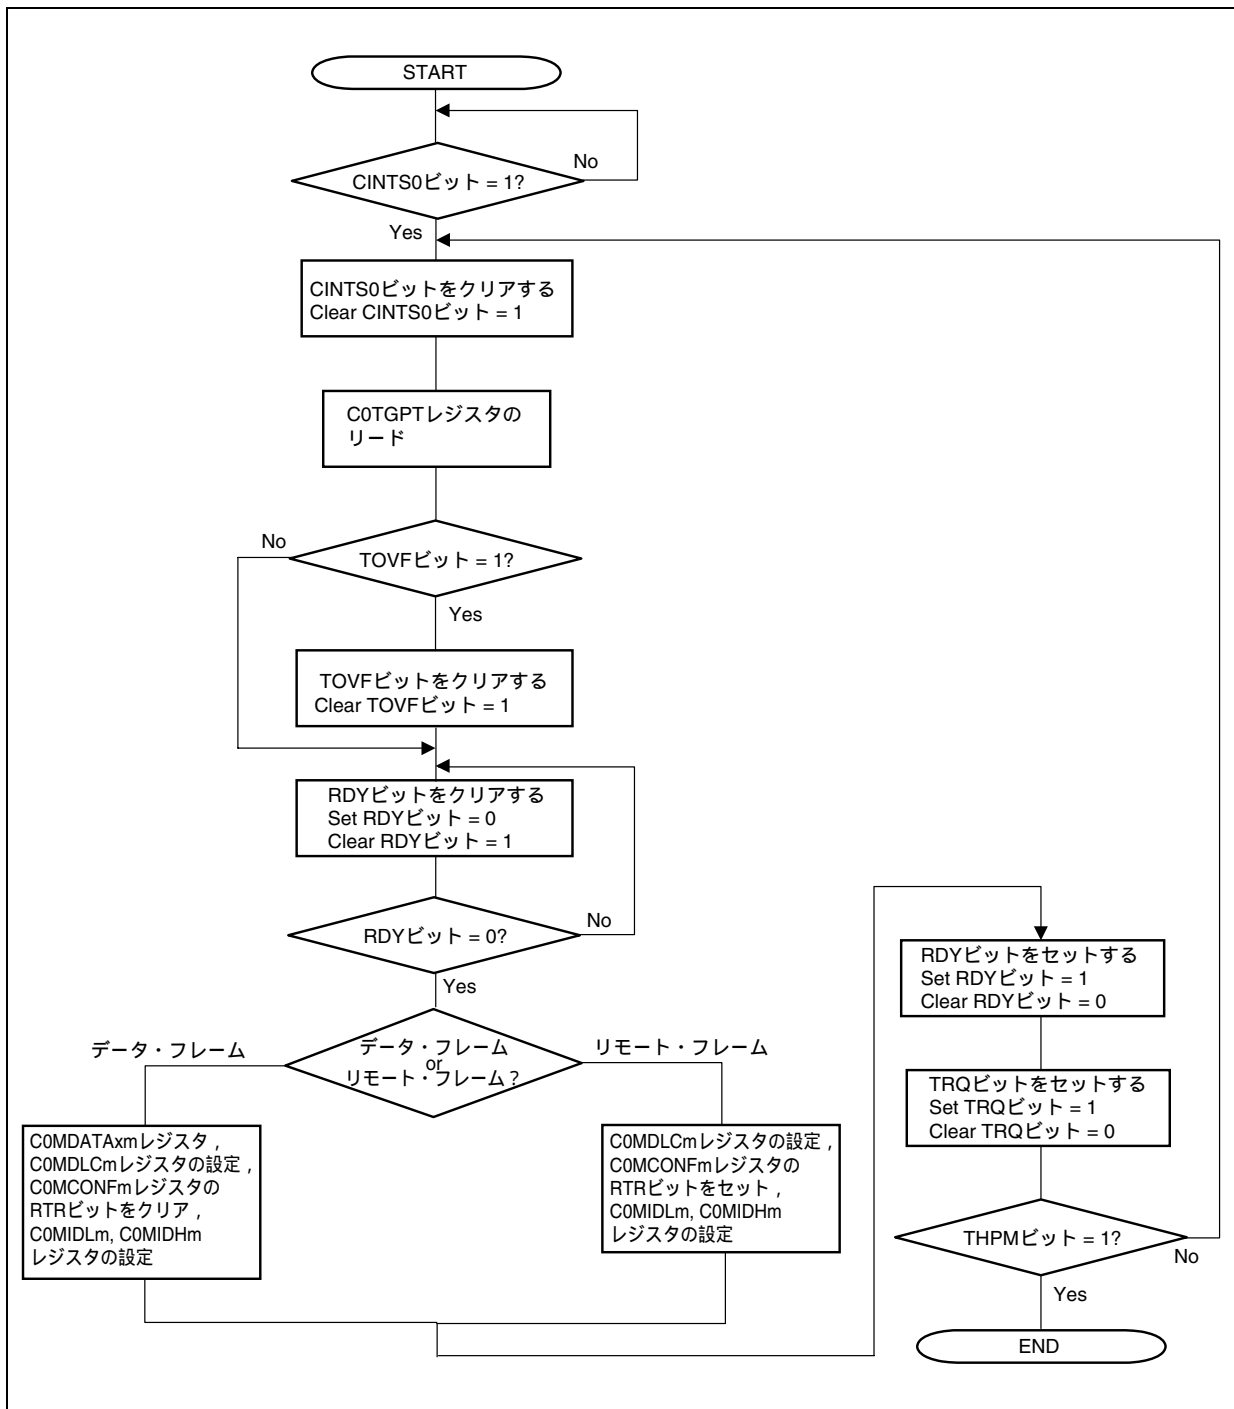 START
CINTS0ビット = 1?
No
Yes
CINTS0ビットをクリアする
Clear CINTS0ビット = 1
C0TGPTレジスタの
リード
TOVFビット = 1?
No
Yes
TOVFビットをクリアする
Clear TOVFビット = 1
RDYビットをクリアする
Set RDYビット = 0
Clear RDYビット = 1
RDYビット = 0?
No
Yes
データ・フレーム
or
リモート・フレーム?
データ・フレーム
リモート・フレーム
C0MDATAxmレジスタ,
C0MDLCmレジスタの設定,
C0MCONFmレジスタの
RTRビットをクリア,
C0MIDLm, C0MIDHm
レジスタの設定
C0MDLCmレジスタの設定,
C0MCONFmレジスタの
RTRビットをセット,
C0MIDLm, C0MIDHm
レジスタの設定
RDYビットをセットする
Set RDYビット = 1
Clear RDYビット = 0
TRQビットをセットする
Set TRQビット = 1
Clear TRQビット = 0
THPMビット = 1?
No
Yes
END